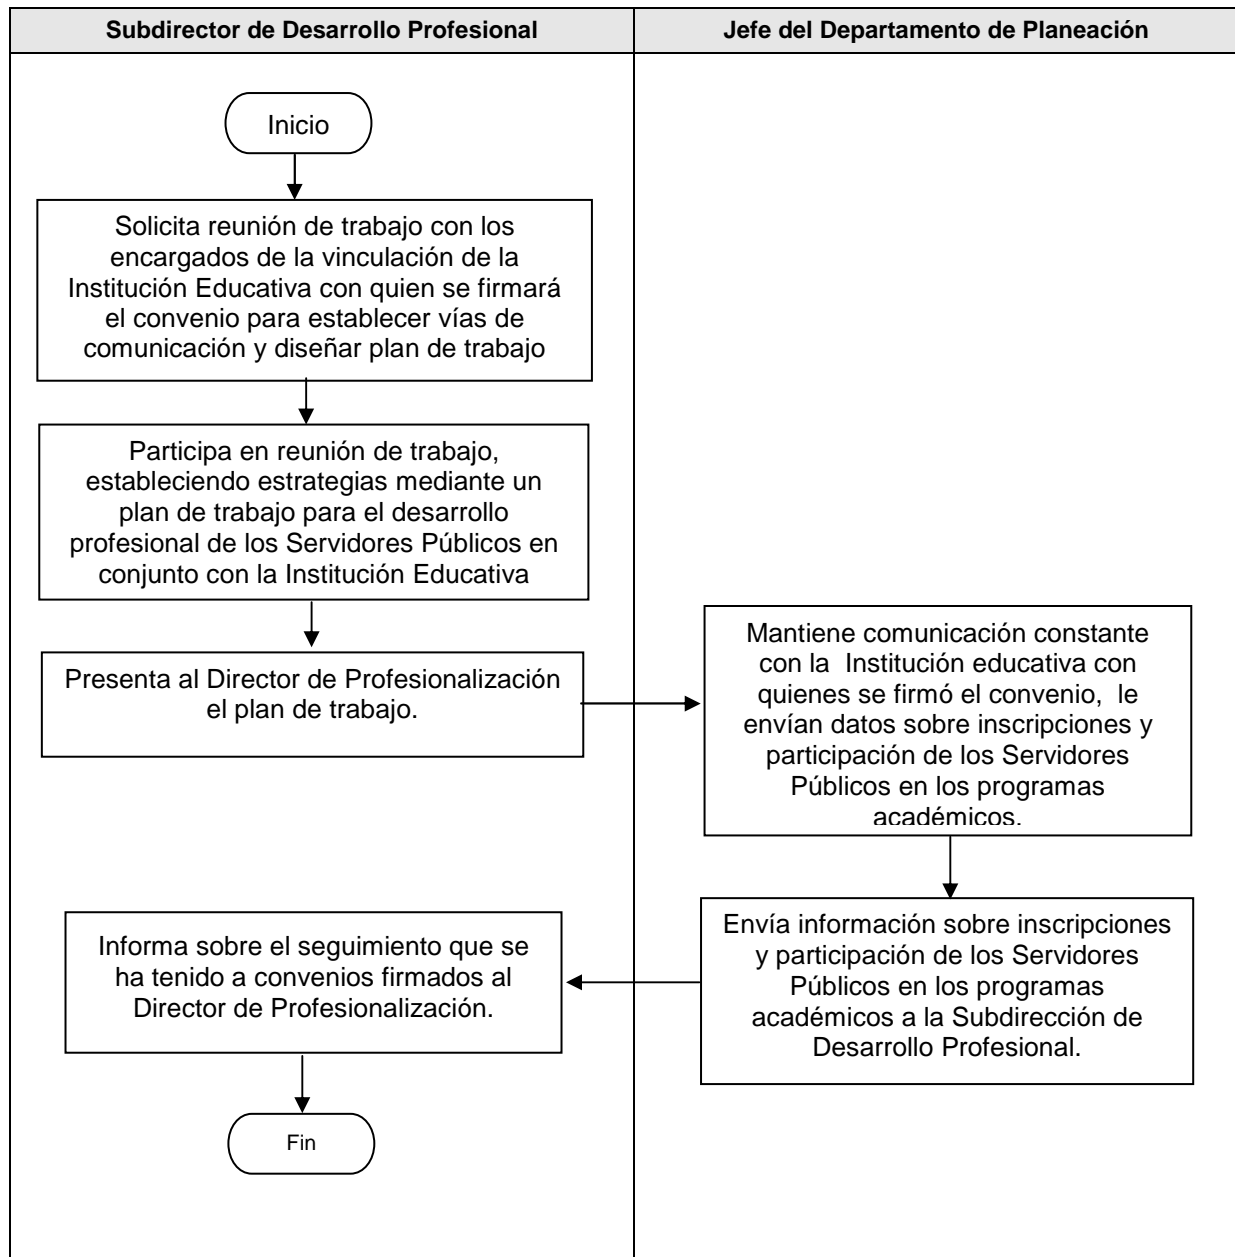 Subdirector de Desarrollo Profesional
Jefe del Departamento de Planeación
Inicio
Solicita reunión de trabajo con los
encargados de la vinculación de la
Institución Educativa con quien se firmará
el convenio para establecer vías de
comunicación y diseñar plan de trabajo
Participa en reunión de trabajo,
estableciendo estrategias mediante un
plan de trabajo para el desarrollo
profesional de los Servidores Públicos en
conjunto con la Institución Educativa
Presenta al Director de Profesionalización
el plan de trabajo.
Mantiene comunicación constante
con la Institución educativa con
quienes se firmó el convenio, le
envían datos sobre inscripciones y
participación de los Servidores
Públicos en los programas
académicos.
Envía información sobre inscripciones
y participación de los Servidores
Públicos en los programas
académicos a la Subdirección de
Desarrollo Profesional.
Informa sobre el seguimiento que se
ha tenido a convenios firmados al
Director de Profesionalización.
Fin